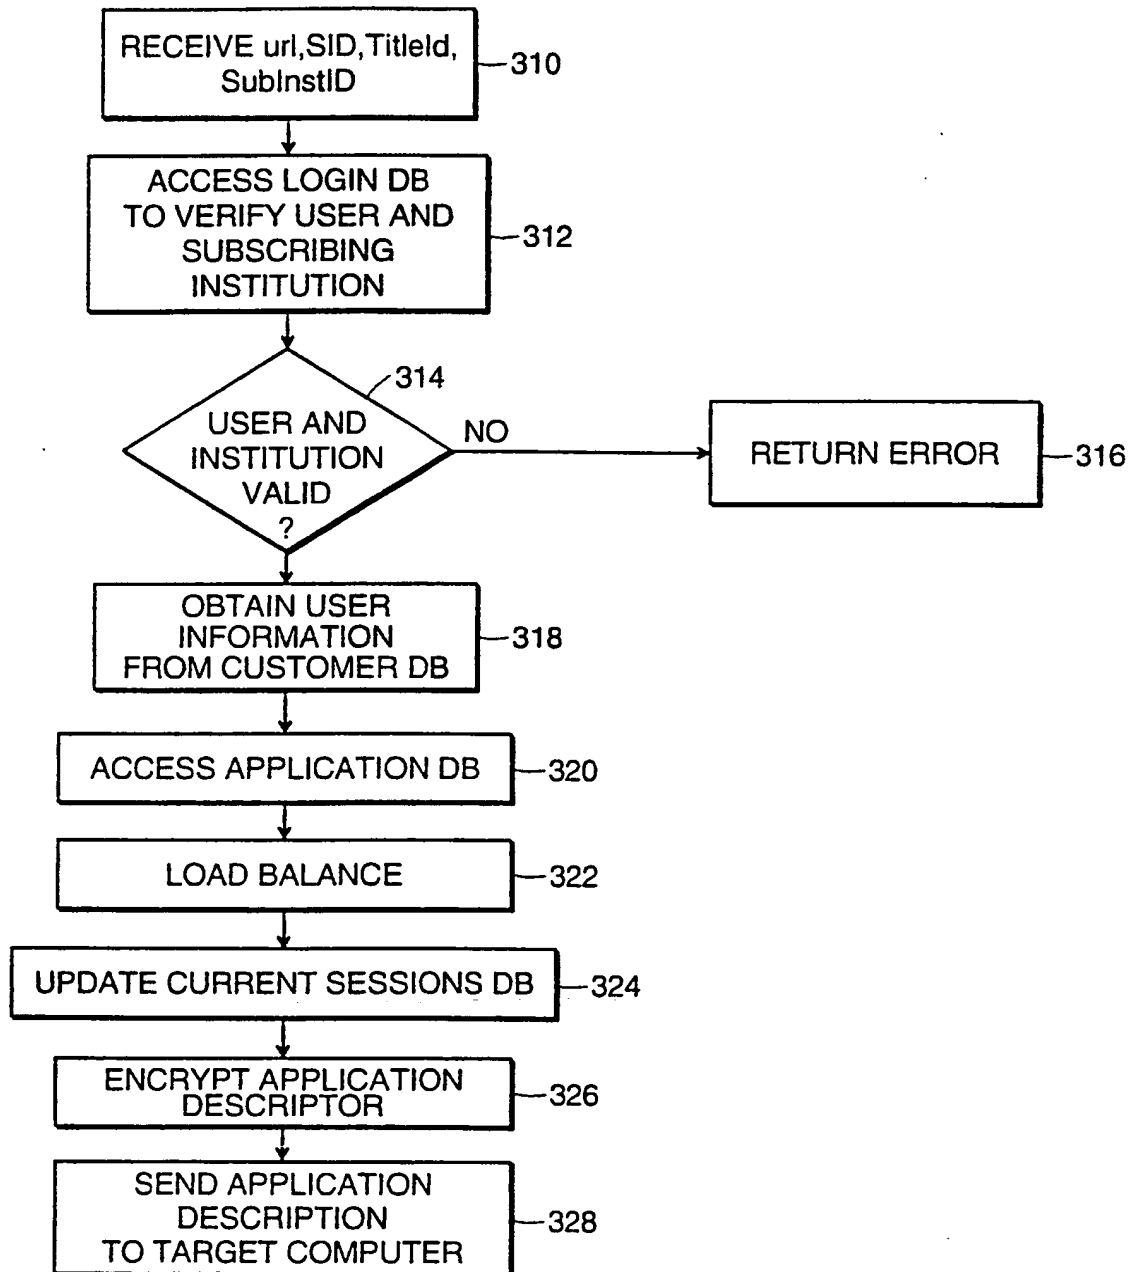 RECEIVE url,SID,TitleId,
SubInstID
310
ACCESS LOGIN DB
TO VERIFY USER AND
SUBSCRIBING
INSTITUTION
312
314
USER AND
INSTITUTION
VALID
?
NO
RETURN ERROR
316
OBTAIN USER
INFORMATION
FROM CUSTOMER DB
318
ACCESS APPLICATION DB
320
LOAD BALANCE
322
UPDATE CURRENT SESSIONS DB
324
ENCRYPT APPLICATION
DESCRIPTOR
326
SEND APPLICATION
DESCRIPTION
TO TARGET COMPUTER
328